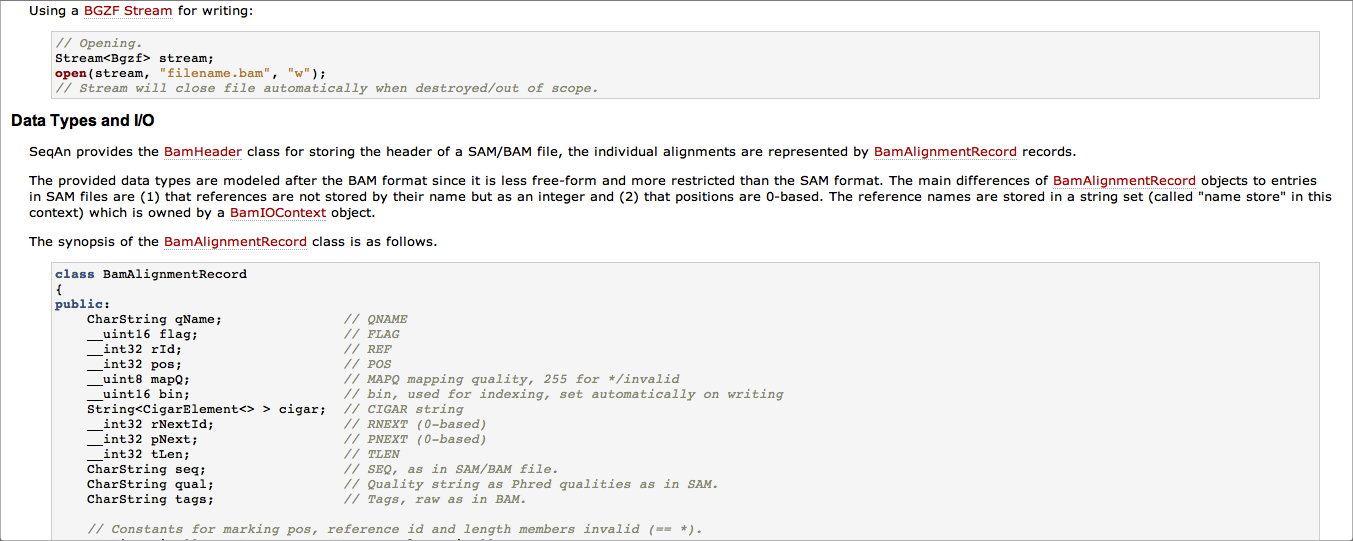 Using a BGZF Stream for writing:
// Opening.
Stream<Bgzf> stream;
open(stream, "filename.bam", "w");
// Stream will close file automatically when destroyed/out of scope.
Data Types and I/O
SeqAn provides the BamHeader class for storing the header of a SAM/BAM file, the individual alignments are represented by BamAlignmentRecord records.
The provided data types are modeled after the BAM format since it is less free-form and more restricted than the SAM format. The main differences of BamAlignmentRecord objects to entries
in SAM files are (1) that references are not stored by their name but as an integer and (2) that positions are 0-based. The reference names are stored in a string set (called "name store" in this
context) which is owned by a BamIOContext object.
The synopsis of the BamAlignmentRecord class is as follows.
class BamAlignmentRecord
{
public:
    CharString qName;               // QNAME
    __uint16 flag;                  // FLAG
    __int32 rId;                    // REF
    __int32 pos;                    // POS
    __uint8 mapQ;                   // MAPQ mapping quality, 255 for */invalid
    __uint16 bin;                   // bin, used for indexing, set automatically on writing
    String<CigarElement<> > cigar;  // CIGAR string
    __int32 rNextId;                // RNEXT (0-based)
    __int32 pNext;                  // PNEXT (0-based)
    __int32 tLen;                   // TLEN
    CharString seq;                 // SEQ, as in SAM/BAM file.
    CharString qual;                // Quality string as Phred qualities as in SAM.
    CharString tags;                // Tags, raw as in BAM.
    // Constants for marking pos, reference id and length members invalid (== *).